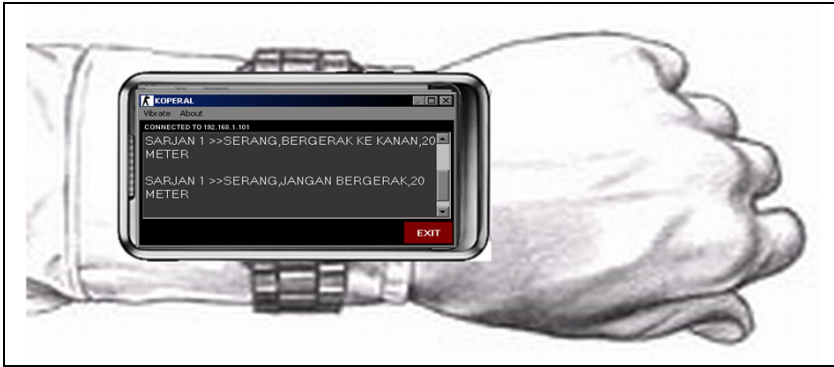 KOPERAL
Vibrate About
CONNECTED TO 192.168.1.101
SARJAN 1 >>SERANG,BERGERAK KE KANAN,20
METER
SARJAN 1 >>SERANG,JANGAN BERGERAK,20
METER
EXIT